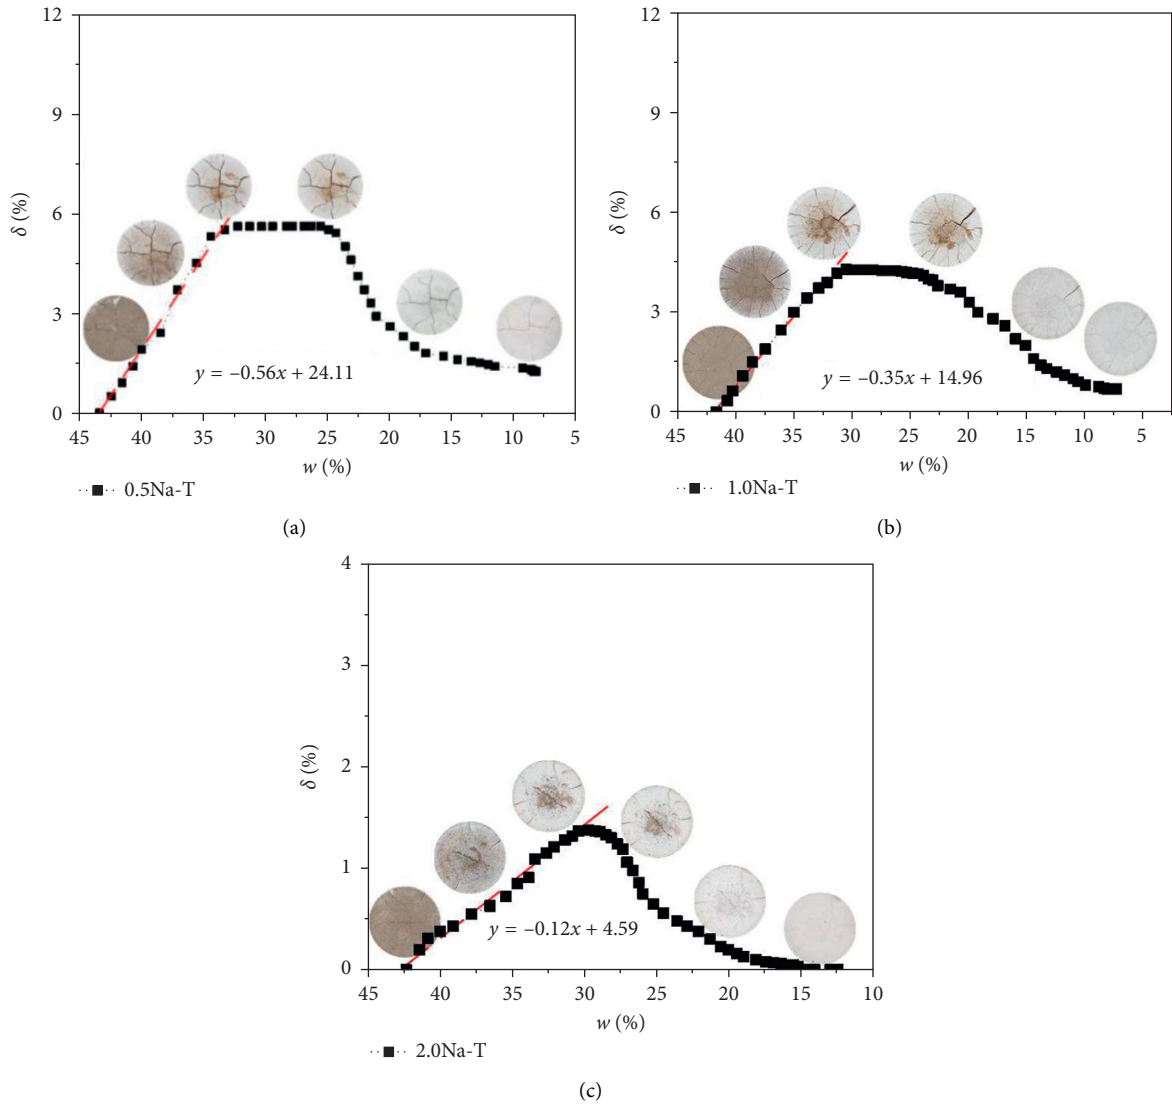 12
9
6
3
0
δ (%)
45 40 35 30 25 20 15 10 5
w (%)
y = –0.56x + 24.11
0.5Na-T
(a)
12
9
6
3
0
δ (%)
45 40 35 30 25 20 15 10 5
w (%)
y = –0.35x + 14.96
1.0Na-T
(b)
4
3
2
1
0
δ (%)
45 40 35 30 25 20 15 10
w (%)
y = –0.12x + 4.59
2.0Na-T
(c)